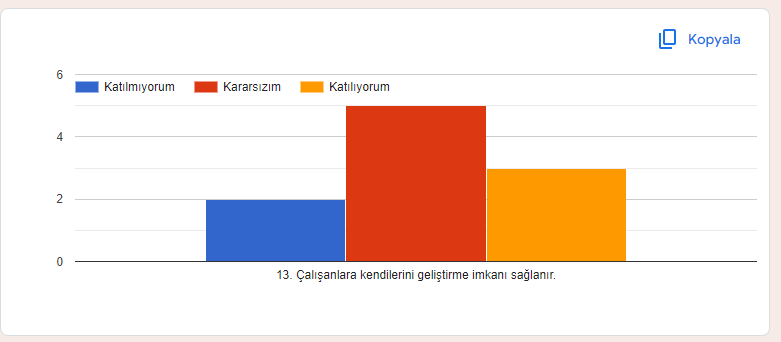 Kopyala
6
Katılmıyorum Kararsızım Katılıyorum
4
2
0
13. Çalışanlara kendilerini geliştirme imkanı sağlanır.